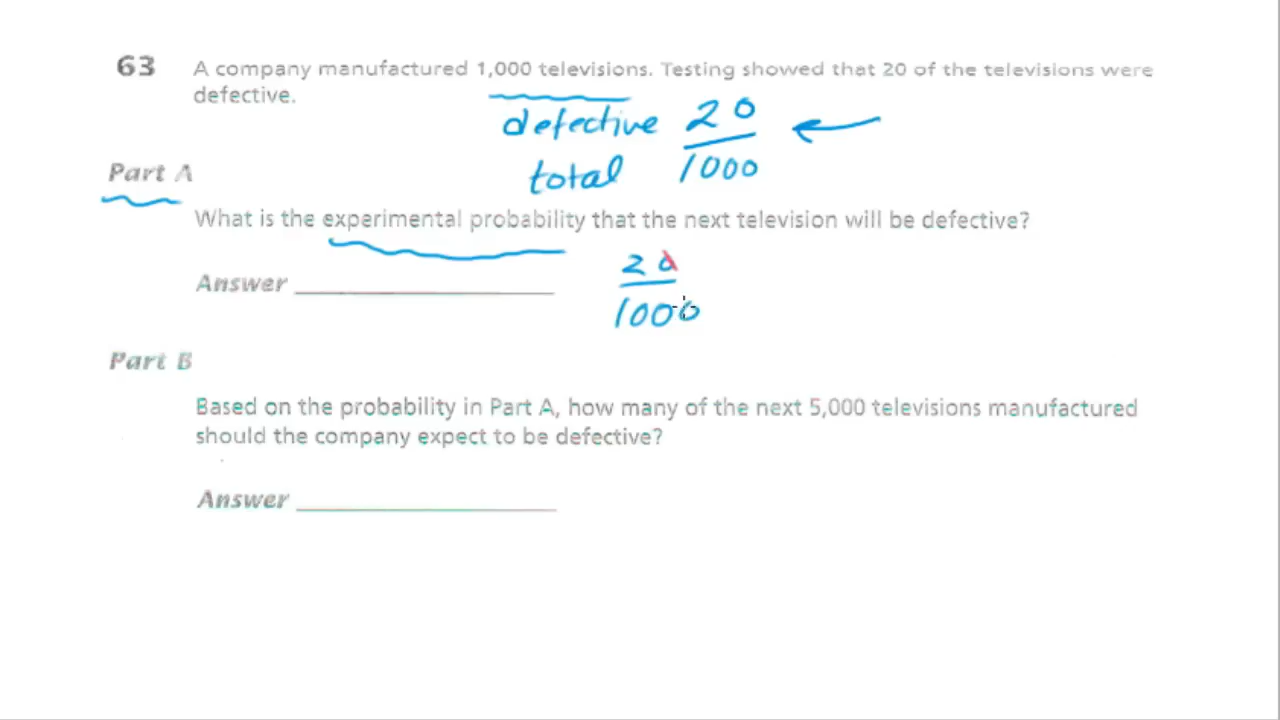 63 A company manufactured 1,000 televisions. Testing showed that 20 of the televisions were
defective.
defective 20
total 1000
Part A
What is the experimental probability that the next television will be defective?
20
Answer
1000
Part B
Based on the probability in Part A, how many of the next 5,000 televisions manufactured
should the company expect to be defective?
Answer